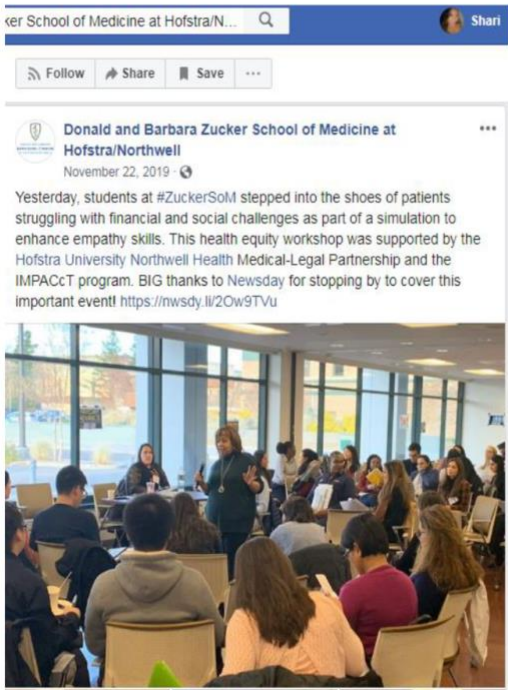 ker School of Medicine at Hofstra/N...
Shari
Follow
Share
Save
Donald and Barbara Zucker School of Medicine at
Hofstra/Northwell
November 22, 2019
Yesterday, students at #ZuckerSoM stepped into the shoes of patients
struggling with financial and social challenges as part of a simulation to
enhance empathy skills. This health equity workshop was supported by the
Hofstra University Northwell Health Medical-Legal Partnership and the
IMPACcT program. BIG thanks to Newsday for stopping by to cover this
important event! https://nwsdy.li/2Ow9TVu